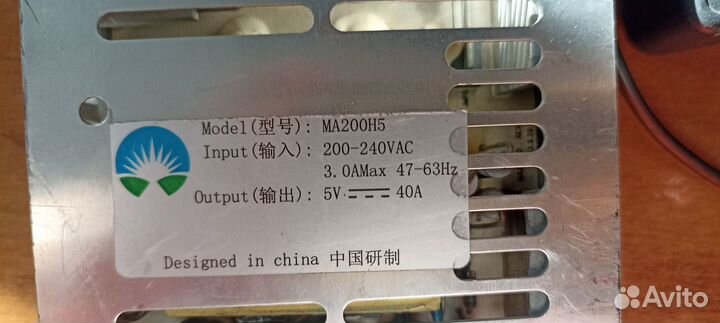 Model(型号): MA200H5
Input(输入): 200-240VAC
3.0AMax 47-63Hz
Output(输出): 5V 40A
Designed in china 中国研制
Avito